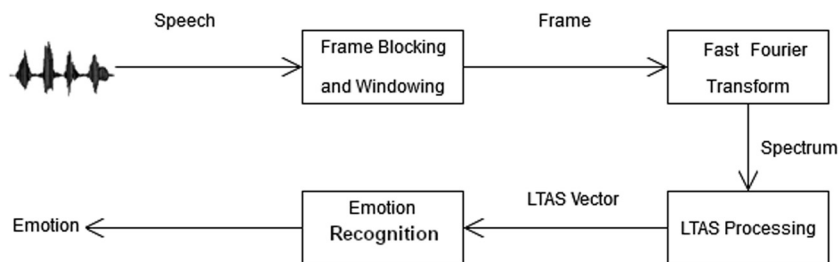 Speech
Frame Blocking
and Windowing
Frame
Fast Fourier
Transform
Spectrum
LTAS Processing
LTAS Vector
Emotion
Recognition
Emotion